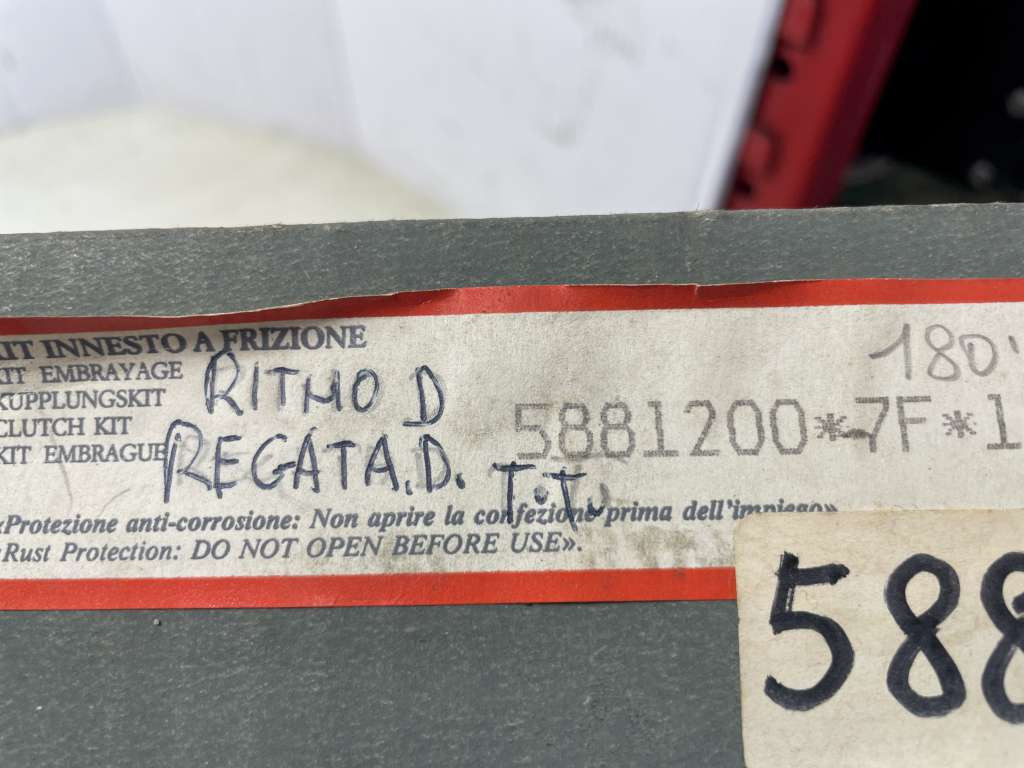 KIT INNESTO A FRIZIONE
KIT EMBRAYAGE
KUPPLUNGSKIT
CLUTCH KIT
KIT EMBRAGUE
RITMO D
REGATA.D. T.T.
180'
5881200*7F*1
«Protezione anti-corrosione: Non aprire la confezione prima dell'impiego».
«Rust Protection: DO NOT OPEN BEFORE USE».
588